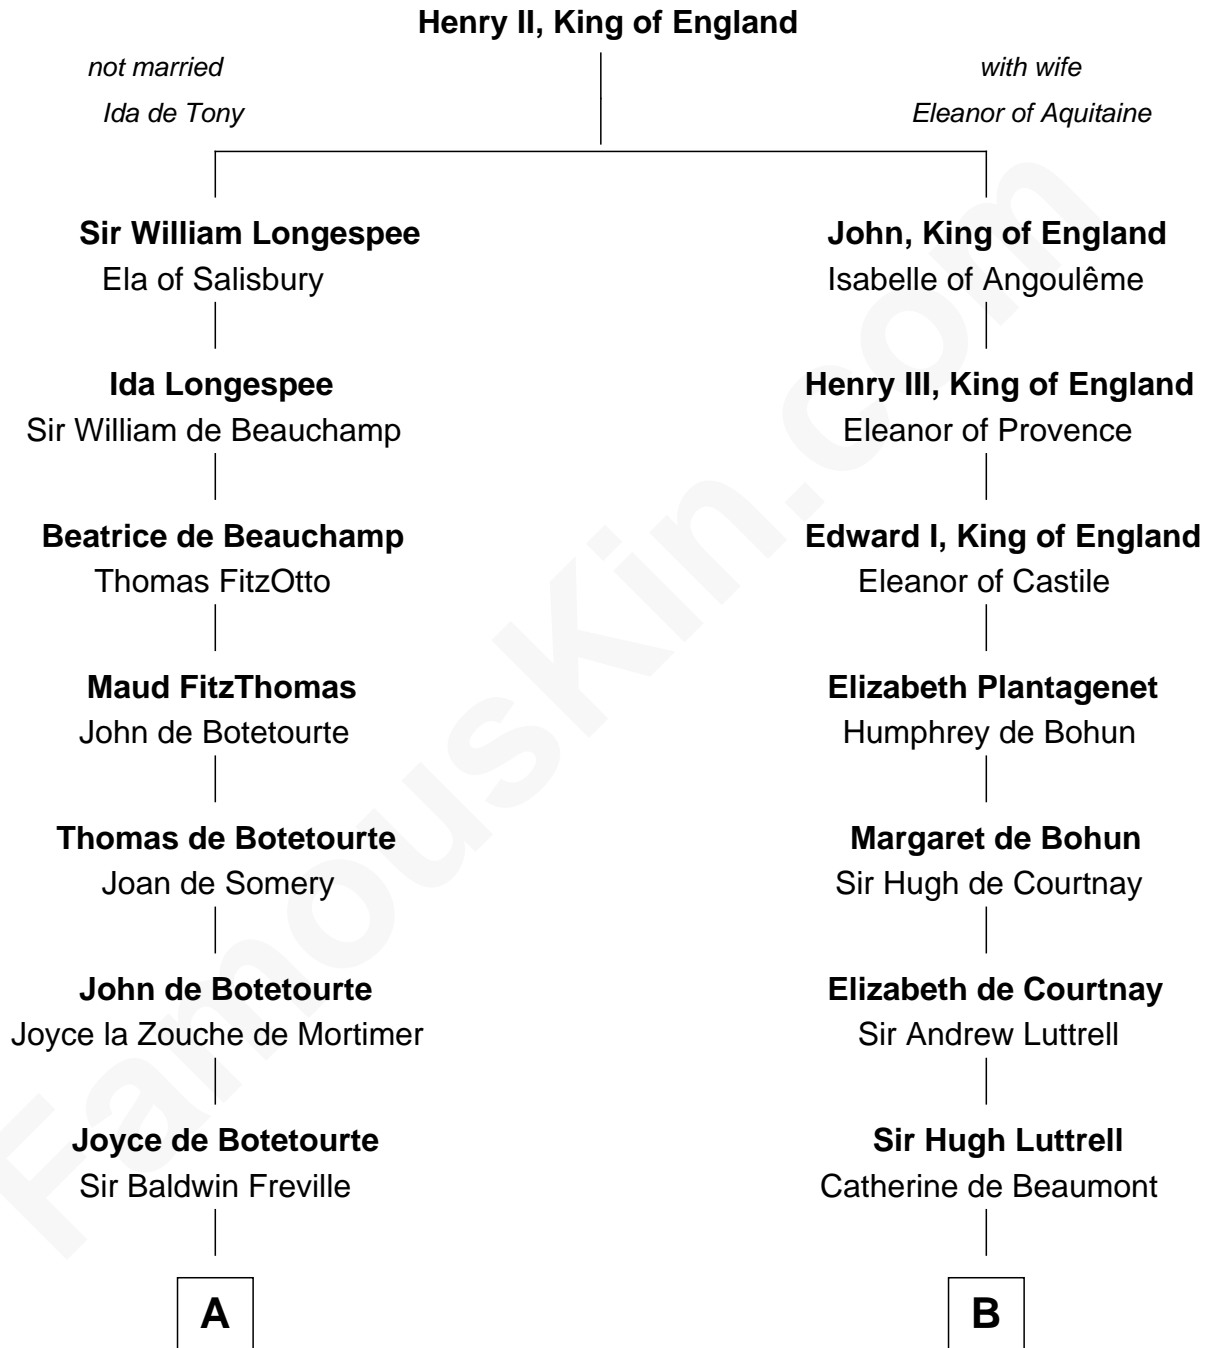 Henry II, King of England
not married
Ida de Tony
with wife
Eleanor of Aquitaine
Sir William Longespee
Ela of Salisbury
John, King of England
Isabelle of Angoulême
Ida Longespee
Sir William de Beauchamp
Henry III, King of England
Eleanor of Provence
Beatrice de Beauchamp
Thomas FitzOtto
Edward I, King of England
Eleanor of Castile
Maud FitzThomas
John de Botetourte
Elizabeth Plantagenet
Humphrey de Bohun
Thomas de Botetourte
Joan de Somery
Margaret de Bohun
Sir Hugh de Courtnay
John de Botetourte
Joyce la Zouche de Mortimer
Elizabeth de Courtnay
Sir Andrew Luttrell
Joyce de Botetourte
Sir Baldwin Freville
Sir Hugh Luttrell
Catherine de Beaumont
A
B
FamousKin.com